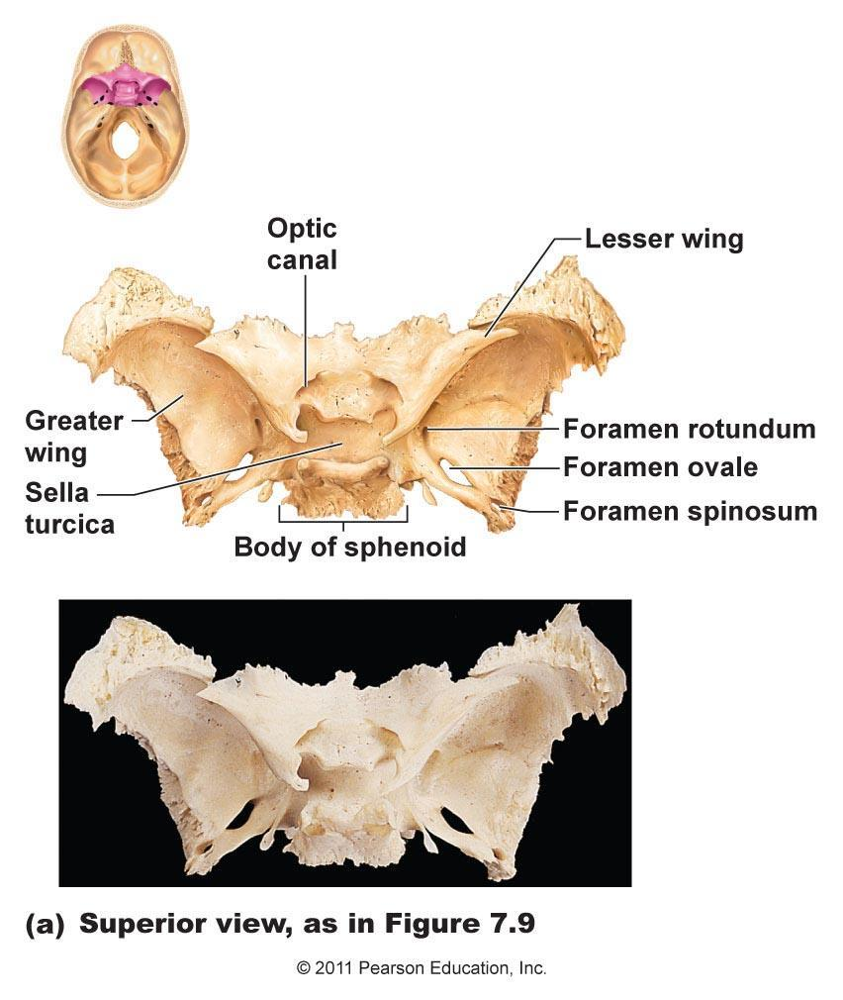 Optic
canal
Lesser wing
Greater
wing
Foramen rotundum
Foramen ovale
Sella
turcica
Foramen spinosum
Body of sphenoid
(a) Superior view, as in Figure 7.9
© 2011 Pearson Education, Inc.